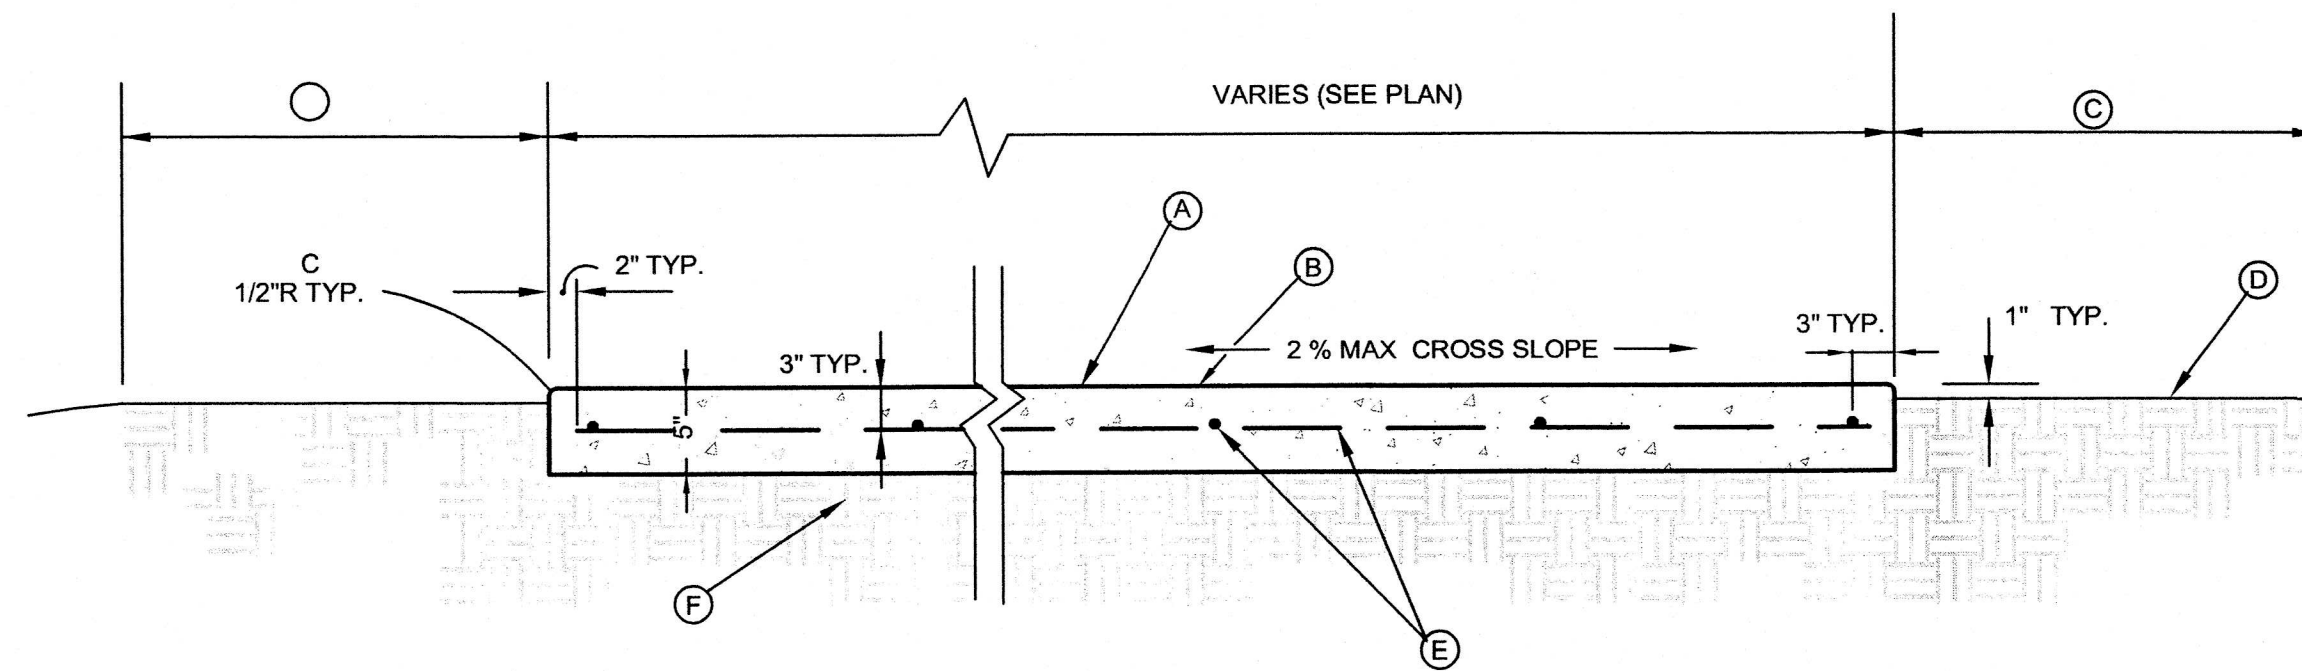 VARIES (SEE PLAN)
C
A
C
1/2"R TYP.
2" TYP.
B
D
3" TYP.
2 % MAX CROSS SLOPE
3" TYP.
1" TYP.
5"
F
E